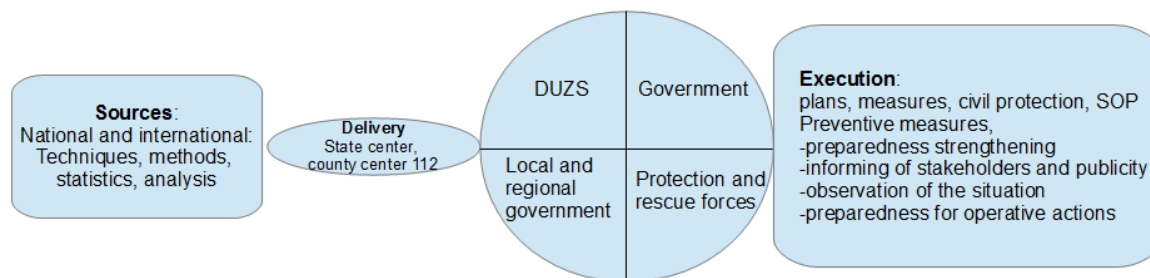 Sources:
National and international:
Techniques, methods,
statistics, analysis
Delivery
State center,
county center 112
DUZS
Government
Local and
regional
government
Protection and
rescue forces
Execution:
plans, measures, civil protection, SOP
Preventive measures,
-preparedness strengthening
-informing of stakeholders and publicity
-observation of the situation
-preparedness for operative actions